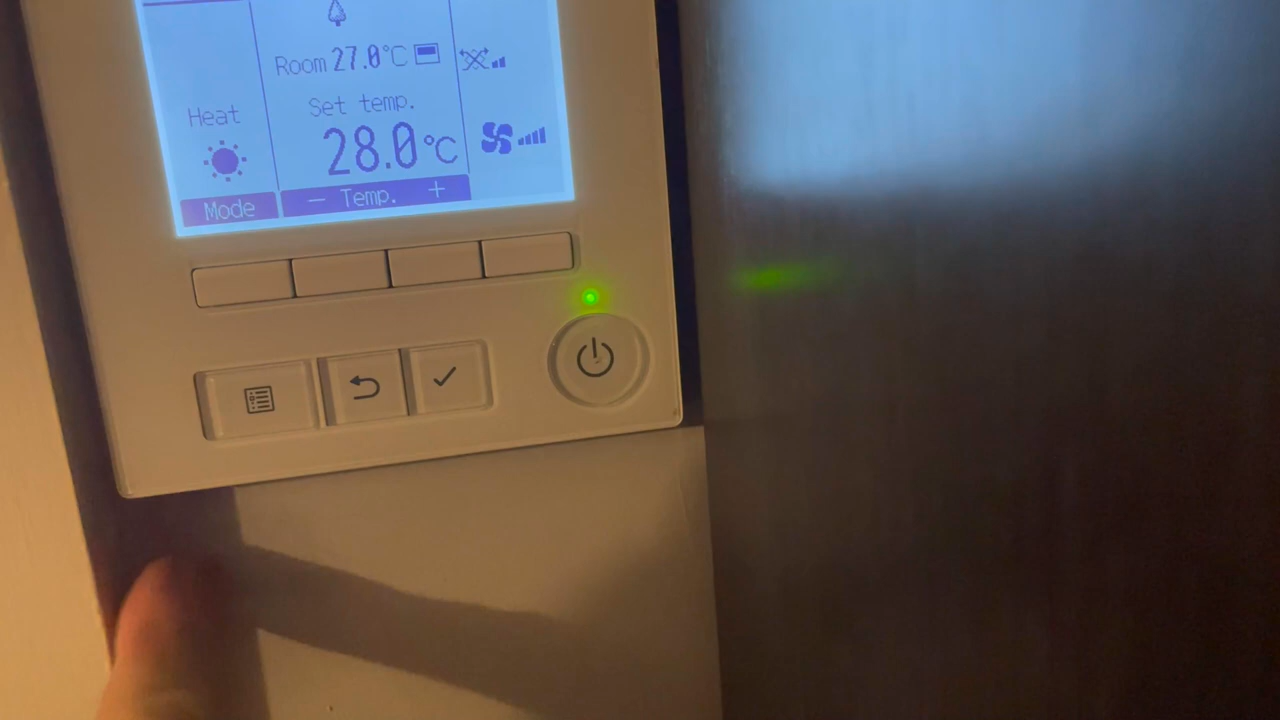 Room 27.0°C
Heat
Set temp.
28.0°C
Mode
− Temp. +